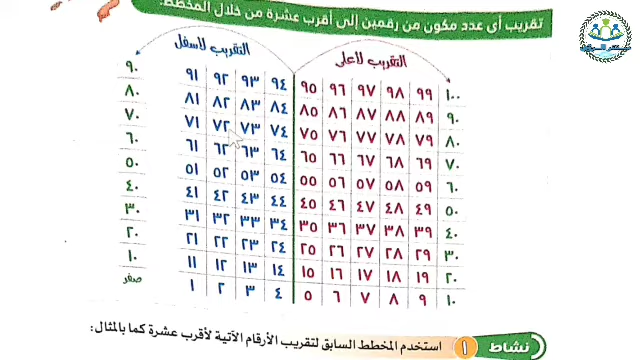 تقريب أى عدد مكون من رقمين إلى أقرب عشرة من خلال المخطط:
التقريب لأعلى
التقريب لأسفل
٩٠ ٩١ ٩٢ ٩٣ ٩٤ ٩٥ ٩٦ ٩٧ ٩٨ ٩٩ ١٠٠
٨٠ ٨١ ٨٢ ٨٣ ٨٤ ٨٥ ٨٦ ٨٧ ٨٨ ٨٩ ٩٠
٧٠ ٧١ ٧٢ ٧٣ ٧٤ ٧٥ ٧٦ ٧٧ ٧٨ ٧٩ ٨٠
٦٠ ٦١ ٦٢ ٦٣ ٦٤ ٦٥ ٦٦ ٦٧ ٦٨ ٦٩ ٧٠
٥٠ ٥١ ٥٢ ٥٣ ٥٤ ٥٥ ٥٦ ٥٧ ٥٨ ٥٩ ٦٠
٤٠ ٤١ ٤٢ ٤٣ ٤٤ ٤٥ ٤٦ ٤٧ ٤٨ ٤٩ ٥٠
٣٠ ٣١ ٣٢ ٣٣ ٣٤ ٣٥ ٣٦ ٣٧ ٣٨ ٣٩ ٤٠
٢٠ ٢١ ٢٢ ٢٣ ٢٤ ٢٥ ٢٦ ٢٧ ٢٨ ٢٩ ٣٠
١٠ ١١ ١٢ ١٣ ١٤ ١٥ ١٦ ١٧ ١٨ ١٩ ٢٠
صفر ١ ٢ ٣ ٤ ٥ ٦ ٧ ٨ ٩ ١٠
نشاط ١ استخدم المخطط السابق لتقريب الأرقام الآتية لأقرب عشرة كما بالمثال: